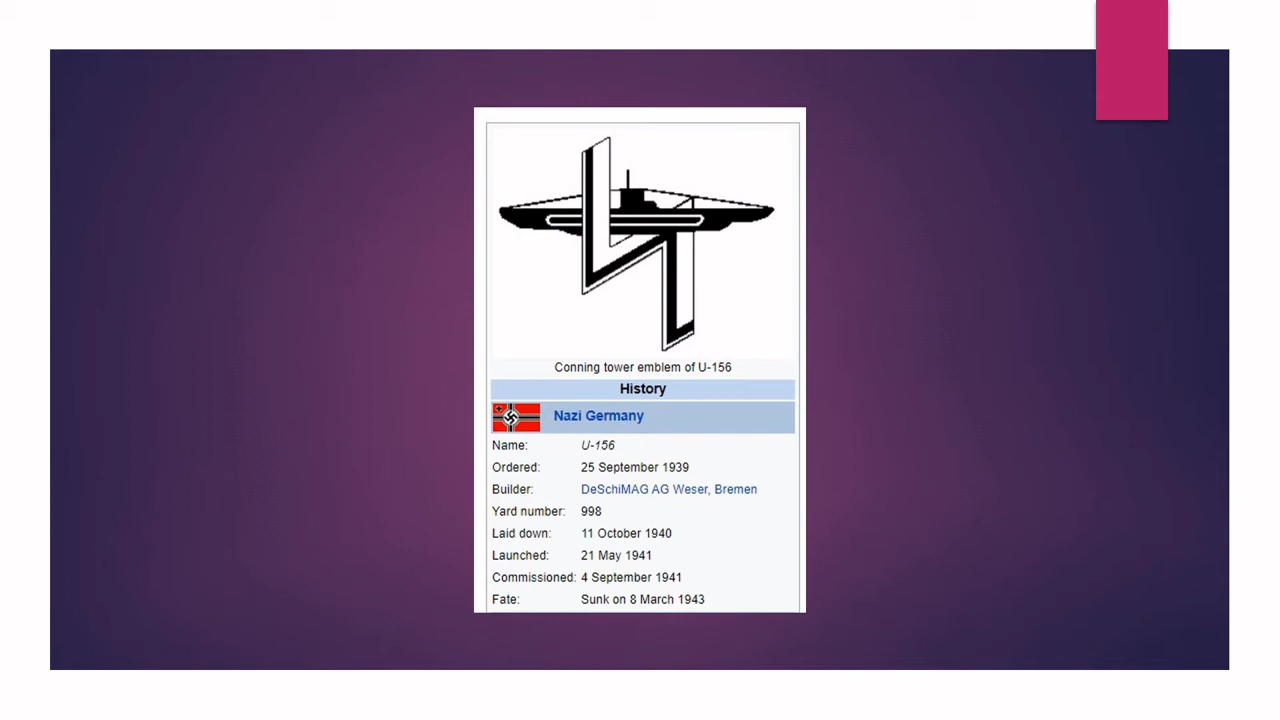 Conning tower emblem of U-156
History
Nazi Germany
Name: U-156
Ordered: 25 September 1939
Builder: DeSchiMAG AG Weser, Bremen
Yard number: 998
Laid down: 11 October 1940
Launched: 21 May 1941
Commissioned: 4 September 1941
Fate: Sunk on 8 March 1943